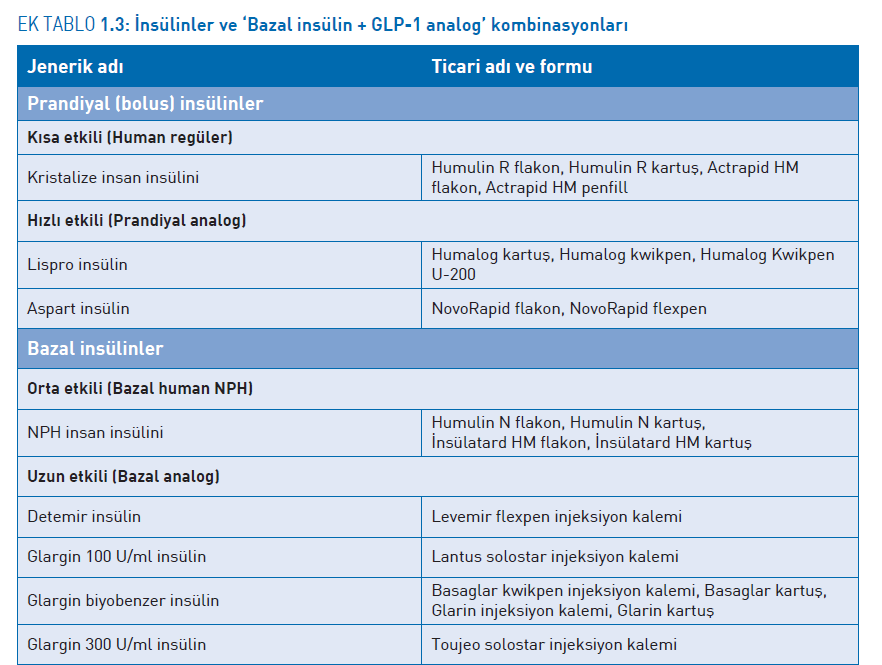 EK TABLO 1.3: İnsülinler ve ‘Bazal insülin + GLP-1 analog’ kombinasyonları
Jenerik adı Ticari adı ve formu
Prandiyal (bolus) insülinler
Kısa etkili (Human regüler)
Kristalize insan insülini Humulin R flakon, Humulin R kartuş, Actrapid HM
flakon, Actrapid HM penfill
Hızlı etkili (Prandiyal analog)
Lispro insülin Humalog kartuş, Humalog kwikpen, Humalog Kwikpen
U-200
Aspart insülin NovoRapid flakon, NovoRapid flexpen
Bazal insülinler
Orta etkili (Bazal human NPH)
NPH insan insülini Humulin N flakon, Humulin N kartuş,
İnsülatard HM flakon, İnsülatard HM kartuş
Uzun etkili (Bazal analog)
Detemir insülin Levemir flexpen injeksiyon kalemi
Glargin 100 U/ml insülin Lantus solostar injeksiyon kalemi
Glargin biyobenzer insülin Basaglar kwikpen injeksiyon kalemi, Basaglar kartuş,
Glarin injeksiyon kalemi, Glarin kartuş
Glargin 300 U/ml insülin Toujeo solostar injeksiyon kalemi